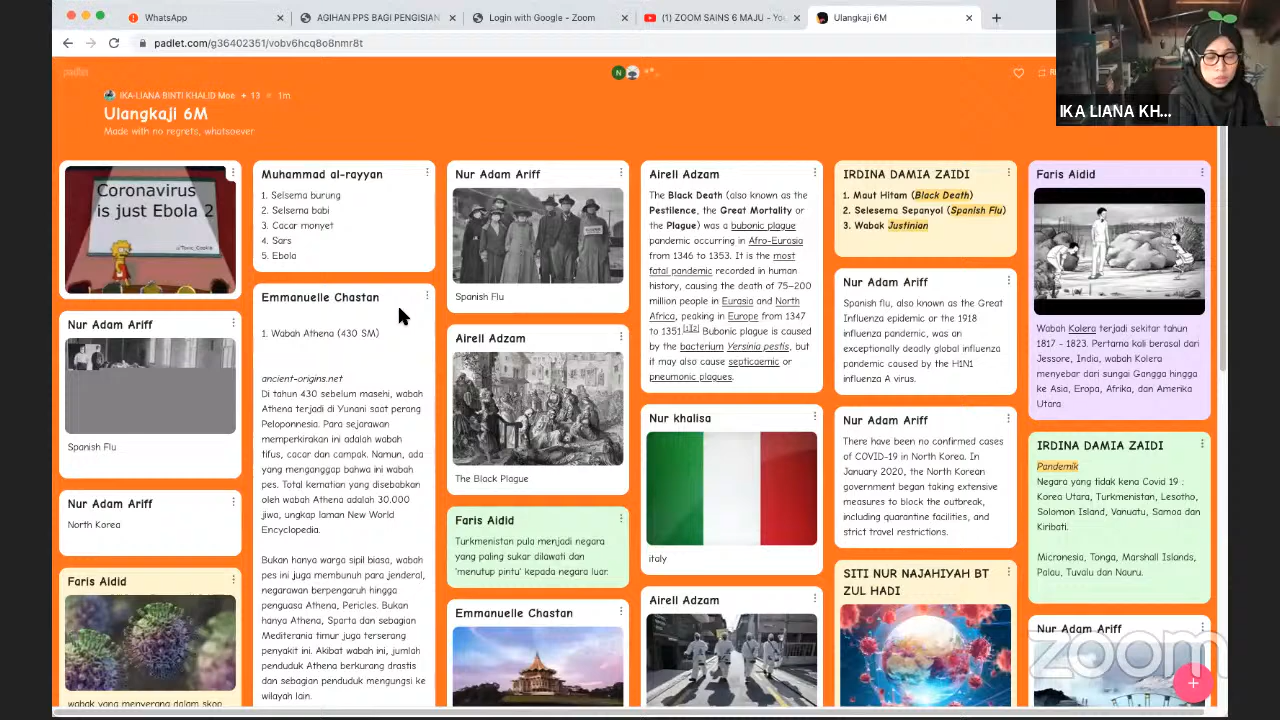 WhatsApp
AGIHAN PPS BAGI PENGISIAN
Login with Google - Zoom
(1) ZOOM SAINS 6 MAJU - You
Ulangkaji 6M
padlet.com/g36402351/vobv6hcq8o8nmr8t
padlet
N
IKA-LIANA BINTI KHALID Moe + 13 1m
Ulangkaji 6M
Made with no regrets, whatsoever
IKA LIANA KH...
Coronavirus
is just Ebola 2
Nur Adam Ariff
Spanish Flu
Nur Adam Ariff
North Korea
Faris Aidid
wabak yang menyerang dalam skop
Muhammad al-rayyan
1. Selsema burung
2. Selsema babi
3. Cacar monyet
4. Sars
5. Ebola
Emmanuelle Chastan
1. Wabah Athena (430 SM)
ancient-origins.net
Di tahun 430 sebelum masehi, wabah
Athena terjadi di Yunani saat perang
Peloponnesia. Para sejarawan
memperkirakan ini adalah wabah
tifus, cacar dan campak. Namun, ada
yang menganggap bahwa ini wabah
pes. Total kematian yang disebabkan
oleh wabah Athena adalah 30.000
jiwa, ungkap laman New World
Encyclopedia.
Bukan hanya warga sipil biasa, wabah
pes ini juga membunuh para jenderal,
negarawan berpengaruh hingga
penguasa Athena, Pericles. Bukan
hanya Athena, Sparta dan sebagian
Mediterania timur juga terserang
penyakit ini. Akibat wabah ini, jumlah
penduduk Athena berkurang drastis
dan sebagian penduduk mengungsi ke
wilayah lain.
Nur Adam Ariff
Spanish Flu
Airell Adzam
The Black Plague
Faris Aidid
Turkmenistan pula menjadi negara
yang paling sukar dilawati dan
'menutup pintu' kepada negara luar.
Emmanuelle Chastan
Airell Adzam
The Black Death (also known as the
Pestilence, the Great Mortality or
the Plague) was a bubonic plague
pandemic occurring in Afro-Eurasia
from 1346 to 1353. It is the most
fatal pandemic recorded in human
history, causing the death of 75–200
million people in Eurasia and North
Africa, peaking in Europe from 1347
to 1351.[1][2] Bubonic plague is caused
by the bacterium Yersinia pestis, but
it may also cause septicaemic or
pneumonic plagues.
Nur khalisa
italy
Airell Adzam
IRDINA DAMIA ZAIDI
1. Maut Hitam (Black Death)
2. Selesema Sepanyol (Spanish Flu)
3. Wabak Justinian
Nur Adam Ariff
Spanish flu, also known as the Great
Influenza epidemic or the 1918
influenza pandemic, was an
exceptionally deadly global influenza
pandemic caused by the H1N1
influenza A virus.
Nur Adam Ariff
There have been no confirmed cases
of COVID-19 in North Korea. In
January 2020, the North Korean
government began taking extensive
measures to block the outbreak,
including quarantine facilities, and
strict travel restrictions.
SITI NUR NAJAHIYAH BT
ZUL HADI
Faris Aidid
Wabah Kolera terjadi sekitar tahun
1817 - 1823. Pertama kali berasal dari
Jessore, India, wabah Kolera
menyebar dari sungai Gangga hingga
ke Asia, Eropa, Afrika, dan Amerika
Utara
IRDINA DAMIA ZAIDI
Pandemik
Negara yang tidak kena Covid 19 :
Korea Utara, Turkmenistan, Lesotho,
Solomon Island, Vanuatu, Samoa dan
Kiribati.
Micronesia, Tonga, Marshall Islands,
Palau, Tuvalu dan Nauru.
Nur Adam Ariff
zoom